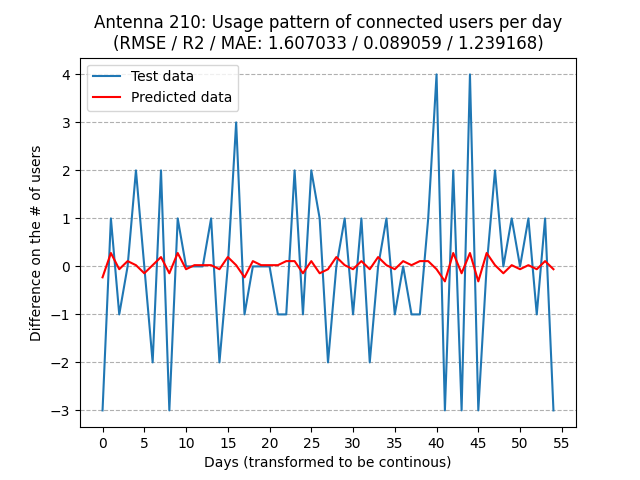 Antenna 210: Usage pattern of connected users per day
(RMSE / R2 / MAE: 1.607033 / 0.089059 / 1.239168)
Test data
Predicted data
Difference on the # of users
4
3
2
1
0
−1
−2
−3
0 5 10 15 20 25 30 35 40 45 50 55
Days (transformed to be continous)